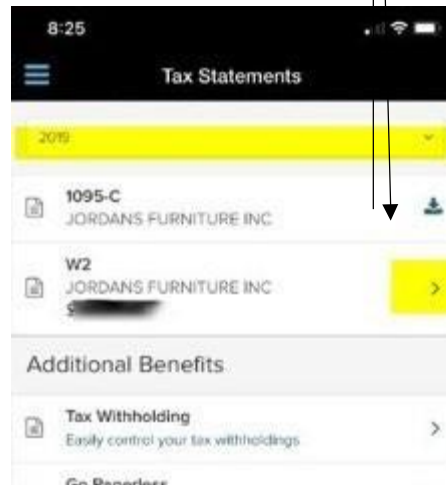 8:25
Tax Statements
2019
1095-C
JORDANS FURNITURE INC
W2
JORDANS FURNITURE INC
Additional Benefits
Tax Withholding
Easily control your tax withholdings
Go Paperless